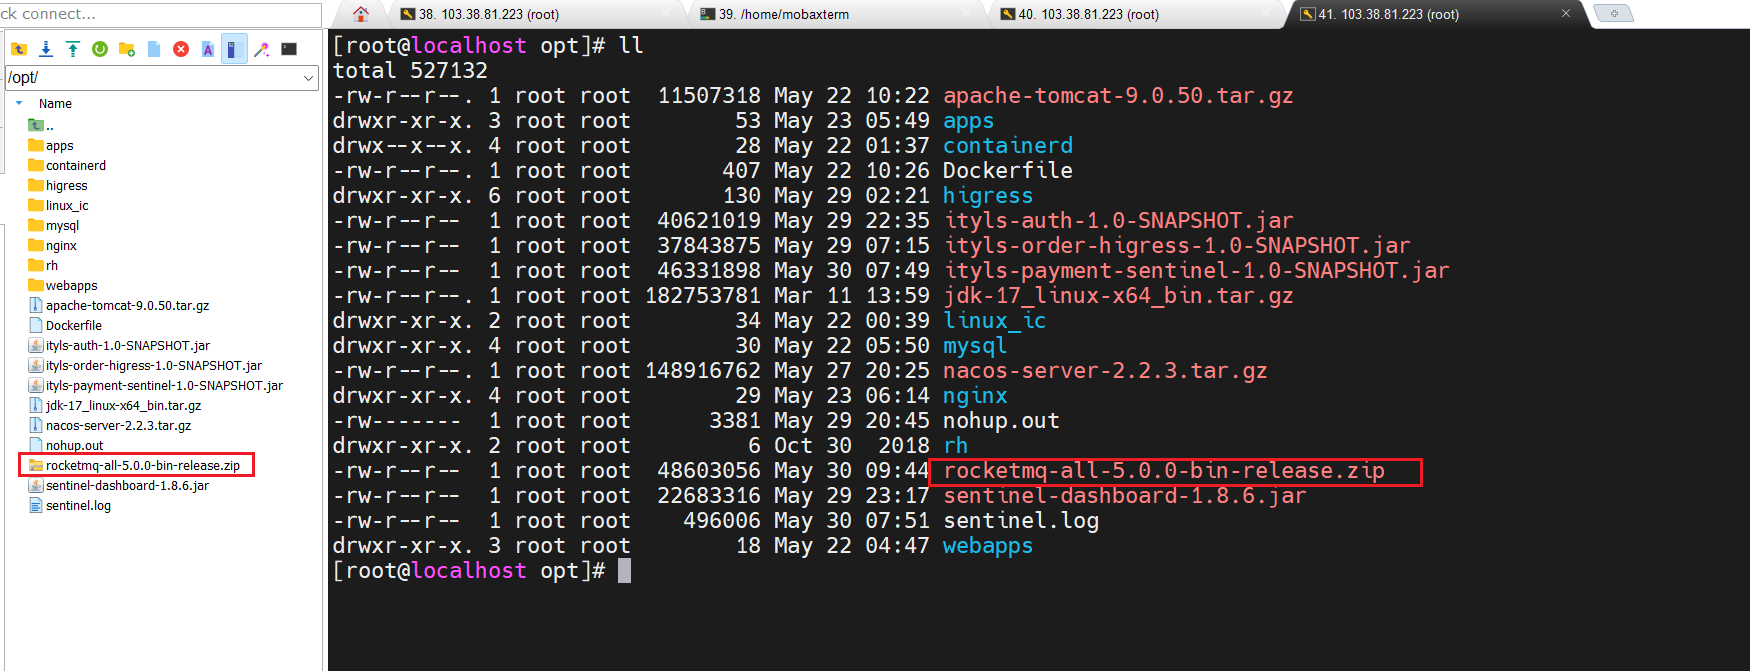 ck connect...
38. 103.38.81.223 (root)
39. /home/mobaxterm
40. 103.38.81.223 (root)
41. 103.38.81.223 (root)
/opt/
Name
..
apps
containerd
higress
linux_ic
mysql
nginx
rh
webapps
apache-tomcat-9.0.50.tar.gz
Dockerfile
ityls-auth-1.0-SNAPSHOT.jar
ityls-order-higress-1.0-SNAPSHOT.jar
ityls-payment-sentinel-1.0-SNAPSHOT.jar
jdk-17_linux-x64_bin.tar.gz
nacos-server-2.2.3.tar.gz
nohup.out
rocketmq-all-5.0.0-bin-release.zip
sentinel-dashboard-1.8.6.jar
sentinel.log
[root@localhost opt]# ll
total 527132
-rw-r--r--. 1 root root  11507318 May 22 10:22 apache-tomcat-9.0.50.tar.gz
drwxr-xr-x. 3 root root        53 May 23 05:49 apps
drwx--x--x. 4 root root        28 May 22 01:37 containerd
-rw-r--r--. 1 root root       407 May 22 10:26 Dockerfile
drwxr-xr-x. 6 root root       130 May 29 02:21 higress
-rw-r--r--  1 root root  40621019 May 29 22:35 ityls-auth-1.0-SNAPSHOT.jar
-rw-r--r--  1 root root  37843875 May 29 07:15 ityls-order-higress-1.0-SNAPSHOT.jar
-rw-r--r--  1 root root  46331898 May 30 07:49 ityls-payment-sentinel-1.0-SNAPSHOT.jar
-rw-r--r--. 1 root root 182753781 Mar 11 13:59 jdk-17_linux-x64_bin.tar.gz
drwxr-xr-x. 2 root root        34 May 22 00:39 linux_ic
drwxr-xr-x. 4 root root        30 May 22 05:50 mysql
-rw-r--r--. 1 root root 148916762 May 27 20:25 nacos-server-2.2.3.tar.gz
drwxr-xr-x. 4 root root        29 May 23 06:14 nginx
-rw-------  1 root root      3381 May 29 20:45 nohup.out
drwxr-xr-x. 2 root root         6 Oct 30  2018 rh
-rw-r--r--  1 root root  48603056 May 30 09:44 rocketmq-all-5.0.0-bin-release.zip
-rw-r--r--  1 root root  22683316 May 29 23:17 sentinel-dashboard-1.8.6.jar
-rw-r--r--  1 root root    496006 May 30 07:51 sentinel.log
drwxr-xr-x. 3 root root        18 May 22 04:47 webapps
[root@localhost opt]#